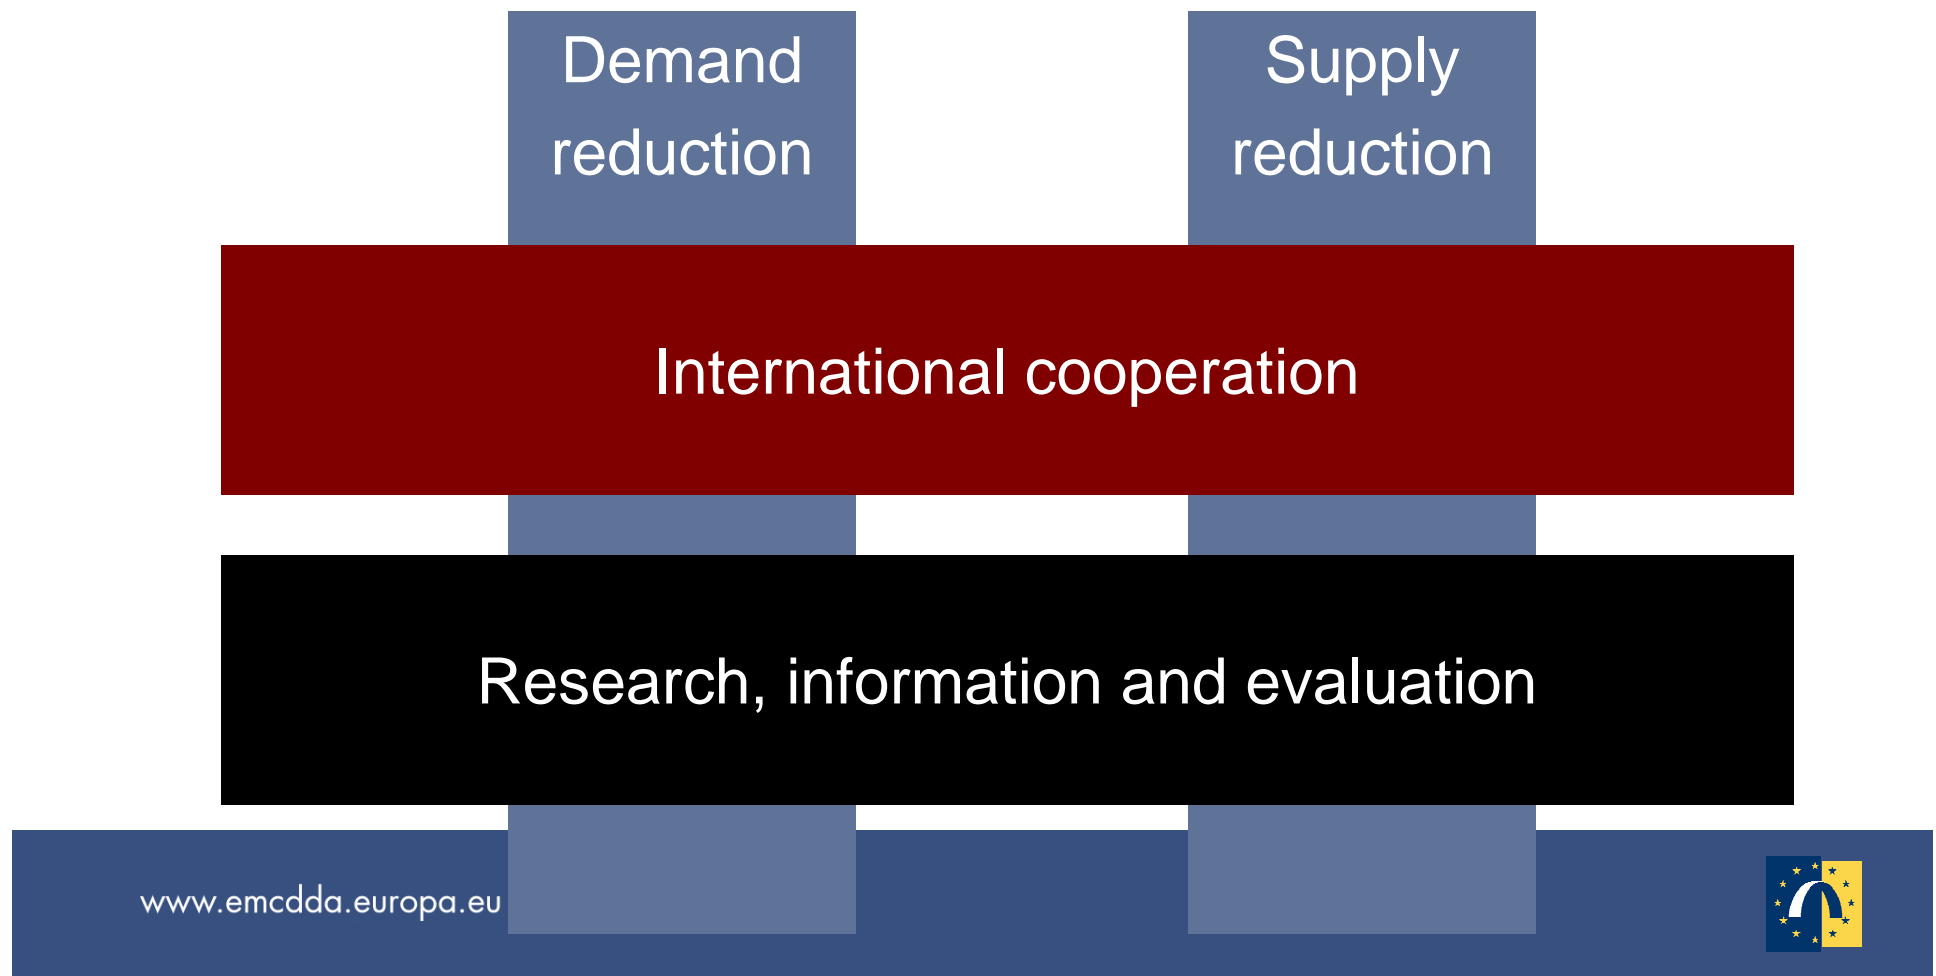 Demand
reduction
Supply
reduction
International cooperation
Research, information and evaluation
www.emcdda.europa.eu